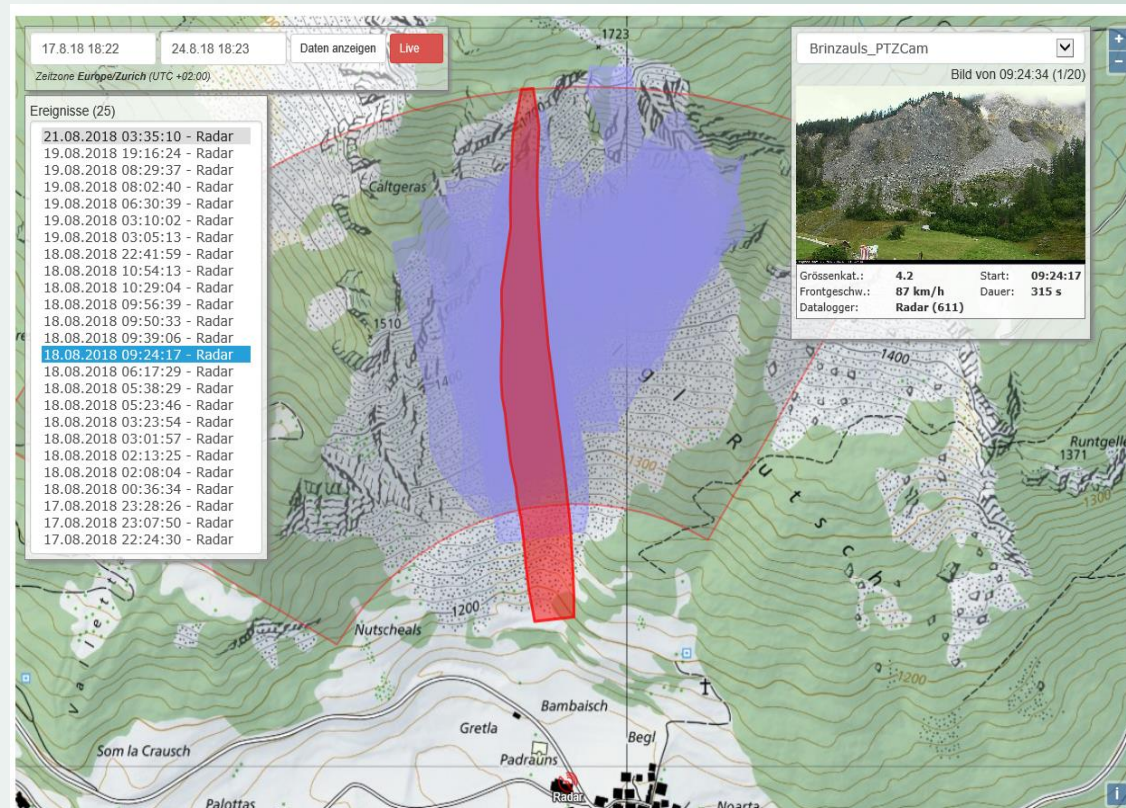 17.8.18 18:22
24.8.18 18:23
Daten anzeigen
Live
Zeitzone Europe/Zurich (UTC +02:00)
Ereignisse (25)
21.08.2018 03:35:10 - Radar
19.08.2018 19:16:24 - Radar
19.08.2018 08:29:37 - Radar
19.08.2018 08:02:40 - Radar
19.08.2018 06:30:39 - Radar
19.08.2018 03:10:02 - Radar
19.08.2018 03:05:13 - Radar
18.08.2018 22:41:59 - Radar
18.08.2018 10:54:13 - Radar
18.08.2018 10:29:04 - Radar
18.08.2018 09:56:39 - Radar
18.08.2018 09:50:33 - Radar
18.08.2018 09:39:06 - Radar
18.08.2018 09:24:17 - Radar
18.08.2018 06:17:29 - Radar
18.08.2018 05:38:29 - Radar
18.08.2018 05:23:46 - Radar
18.08.2018 03:23:54 - Radar
18.08.2018 03:01:57 - Radar
18.08.2018 02:13:25 - Radar
18.08.2018 02:08:04 - Radar
18.08.2018 00:36:34 - Radar
17.08.2018 23:28:26 - Radar
17.08.2018 23:07:50 - Radar
17.08.2018 22:24:30 - Radar
Brinzauls_PTZCam
Bild von 09:24:34 (1/20)
Grössenkat.: 4.2 Start: 09:24:17
Frontgeschw.: 87 km/h Dauer: 315 s
Datalogger: Radar (611)
+
-
1723
Caltgeras
1510
1400
1400
gl Rutsch
1300
Runtgell
1371
1300
1200
Nutscheals
1200
Vallett
Bambaisch
Gretla
Begl
Padrauns
Som la Crausch
Radar
Palottas
Noarta
i